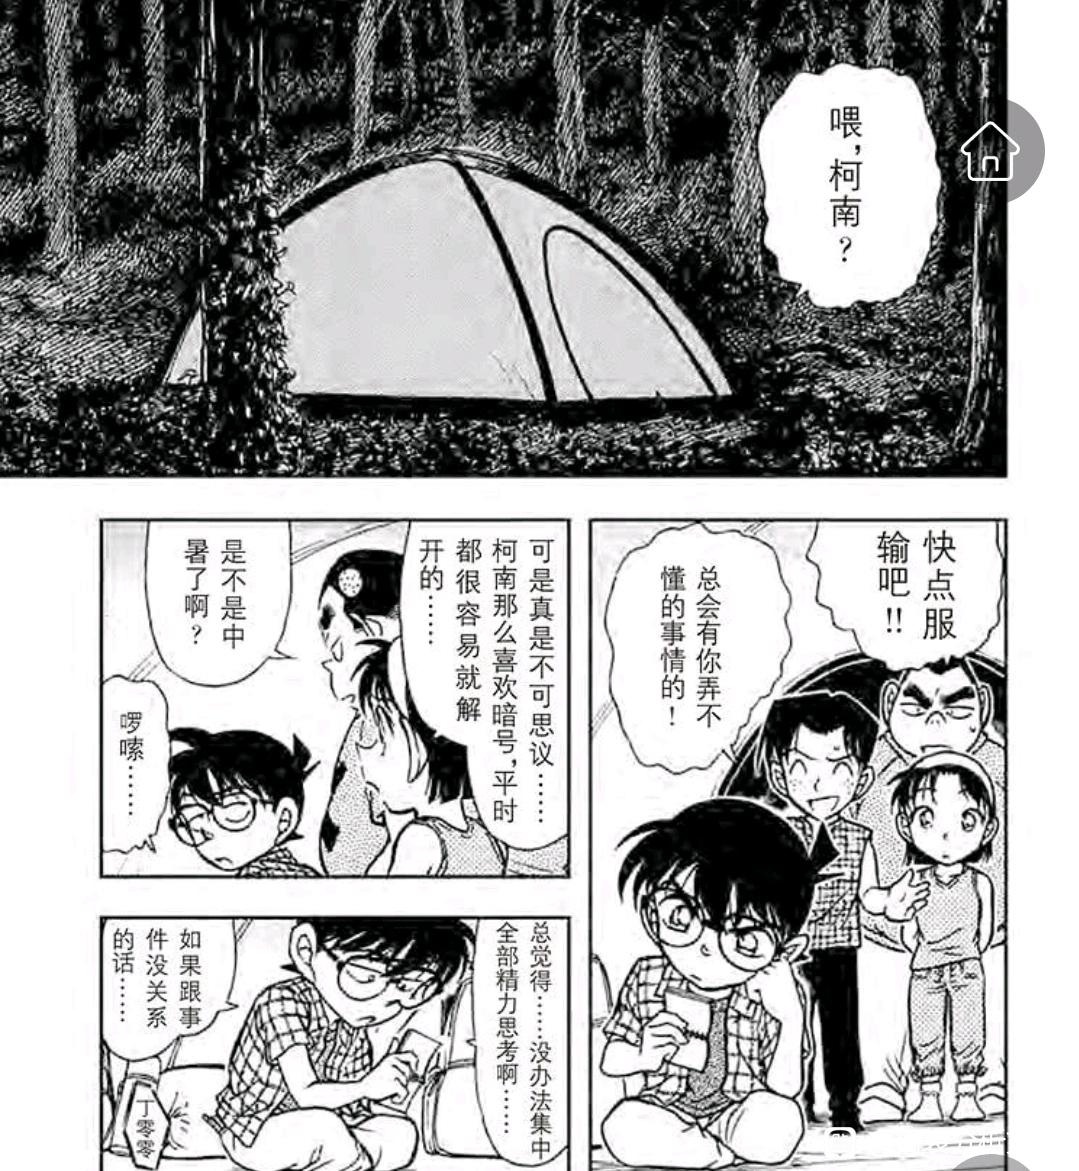 喂，
柯南？
快点服
输吧！！
总会有你弄不
懂的事情的！
可是真是不可思议……
柯南那么喜欢暗号，平时
都很容易就解
开的……
是不是中
暑了啊？
啰嗦……
总觉得……没办法集中
全部精力思考啊……
如果跟事
件没关系
的话……
丁零零